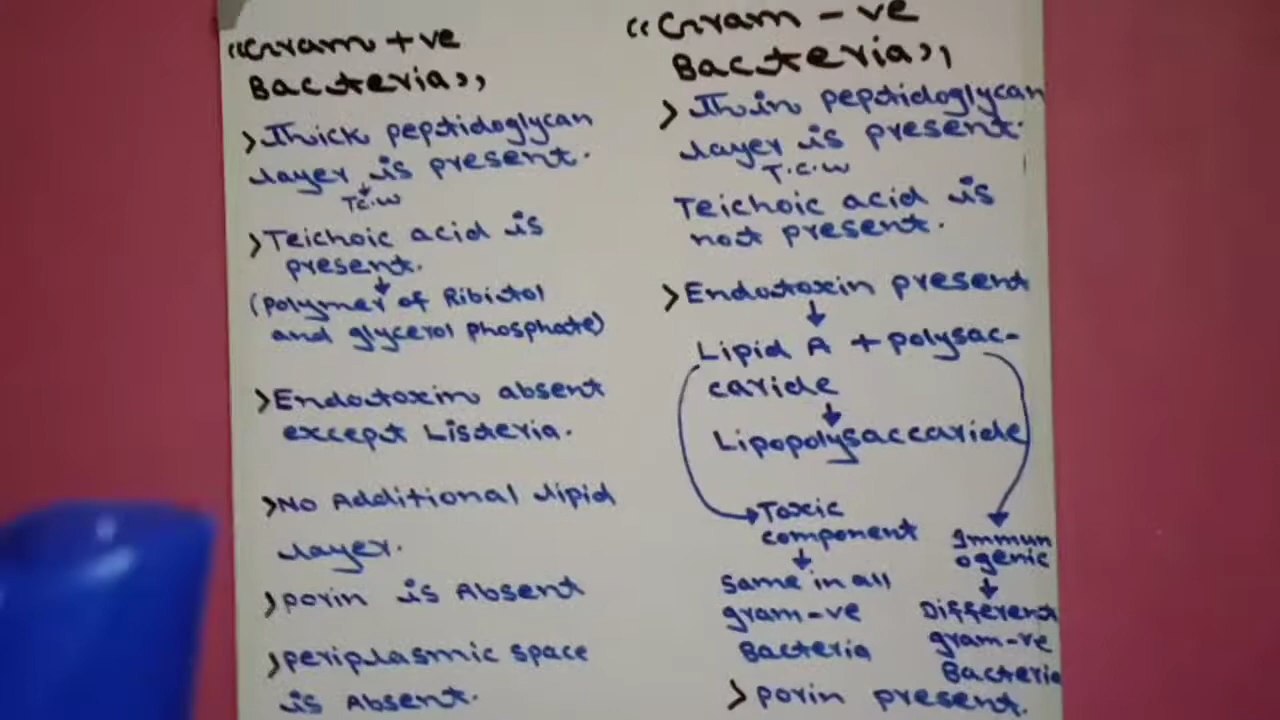 “Gram +ve
Bacteria”
> Thick peptidoglycan
layer is present.
↓
T.C.W
> Teichoic acid is
present.
↓
(polymer of Ribittol
and glycerol phosphate)
> Endotoxin absent
except Listeria.
> No Additional lipid
layer.
> porin is Absent
> periplasmic space
is Absent.
“Gram -ve
Bacteria”
> Thin peptidoglycan
layer is present.
T.C.W
Teichoic acid is
not present.
> Endotoxin present
↓
Lipid A + polysac-
caride
↓
Lipopolysaccaride
Toxic
component
↓
same in all
gram-ve
Bacteria
Immun
ogenic
↓
Different
gram-ve
Bacteria
> porin present.